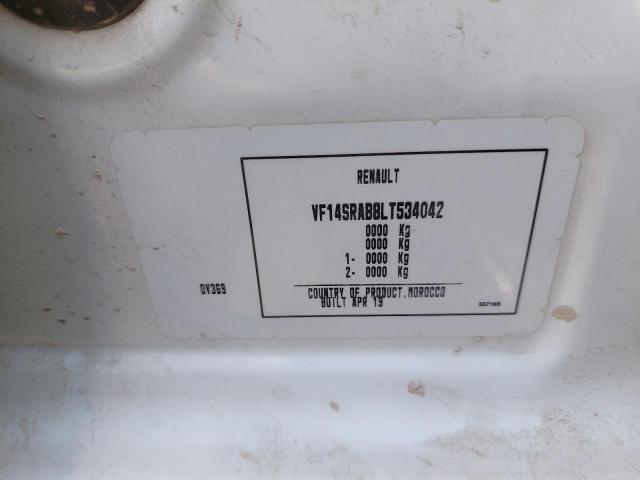 RENAULT
VF14SRAB8LT534042
0000 Kg
0000 Kg
1- 0000 Kg
2- 0000 Kg
COUNTRY OF PRODUCT.MOROCCO
BUILT APR 19
OV369